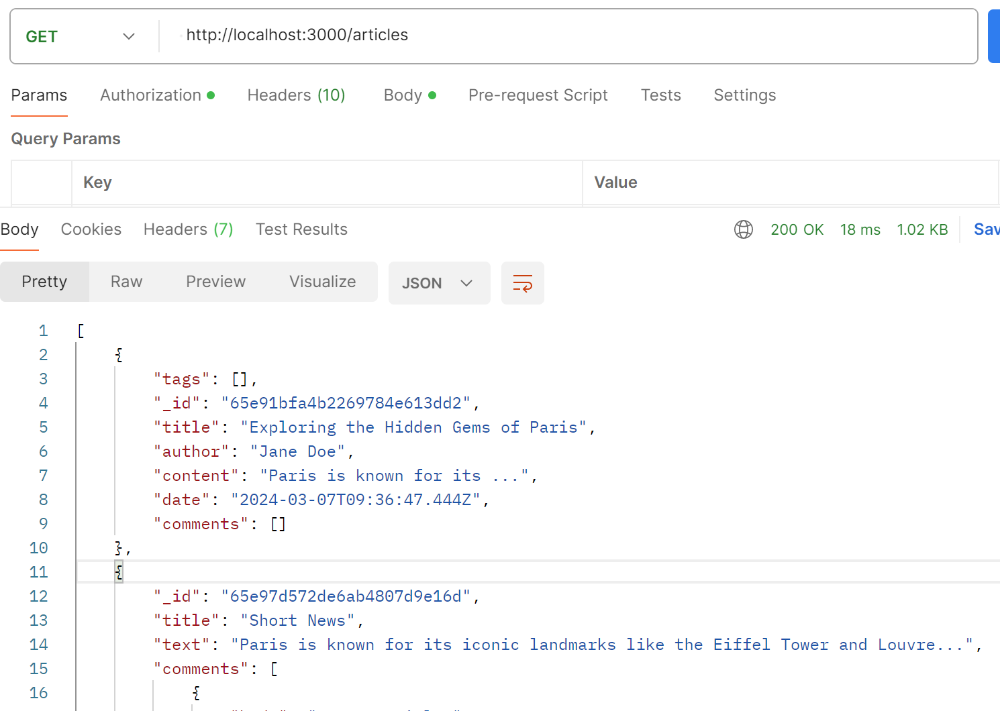 GET http://localhost:3000/articles
Params Authorization Headers (10) Body Pre-request Script Tests Settings
Query Params
Key Value
Body Cookies Headers (7) Test Results 200 OK 18 ms 1.02 KB Sav
Pretty Raw Preview Visualize JSON
1 [
2 {
3 "tags": [],
4 "_id": "65e91bfa4b2269784e613dd2",
5 "title": "Exploring the Hidden Gems of Paris",
6 "author": "Jane Doe",
7 "content": "Paris is known for its ...",
8 "date": "2024-03-07T09:36:47.444Z",
9 "comments": []
10 },
11 {
12 "_id": "65e97d572de6ab4807d9e16d",
13 "title": "Short News",
14 "text": "Paris is known for its iconic landmarks like the Eiffel Tower and Louvre...",
15 "comments": [
16 {